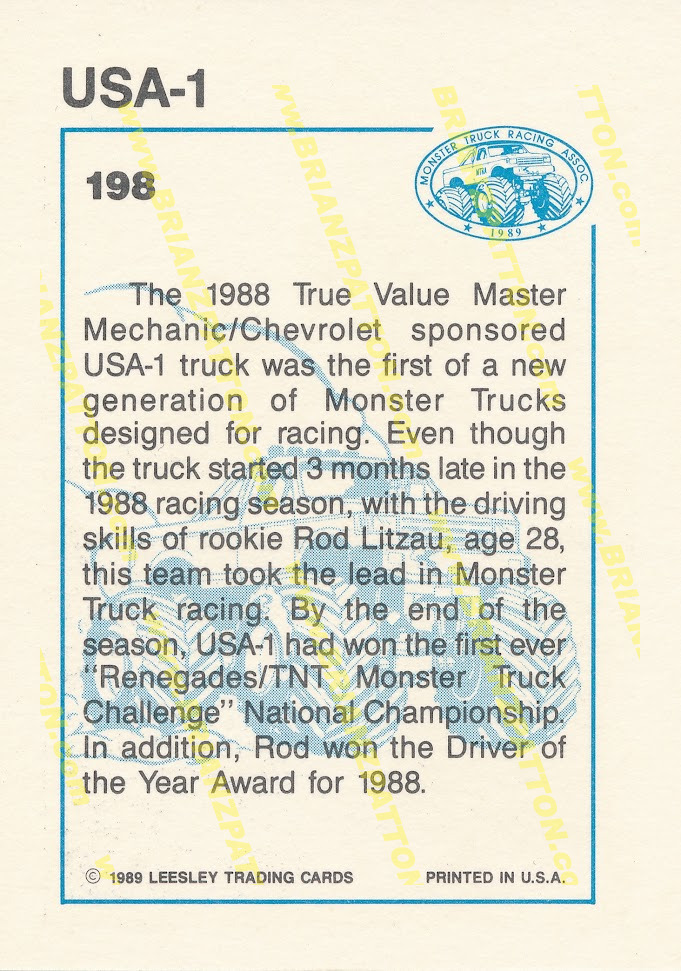 USA-1
198
MONSTER TRUCK RACING ASSOC.
MTRA
1989
The 1988 True Value Master
Mechanic/Chevrolet sponsored
USA-1 truck was the first of a new
generation of Monster Trucks
designed for racing. Even though
the truck started 3 months late in the
1988 racing season, with the driving
skills of rookie Rod Litzau, age 28,
this team took the lead in Monster
Truck racing. By the end of the
season, USA-1 had won the first ever
"Renegades/TNT Monster Truck
Challenge" National Championship.
In addition, Rod won the Driver of
the Year Award for 1988.
© 1989 LEESLEY TRADING CARDS PRINTED IN U.S.A.
www.BRIANZPATTON.com